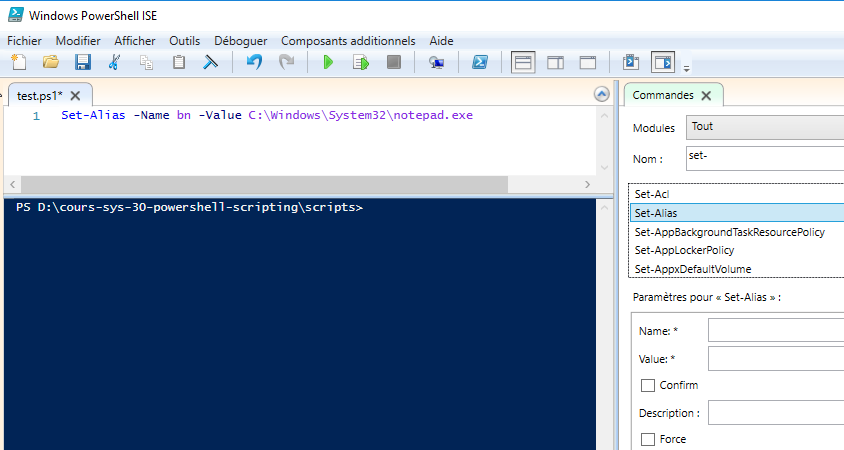 Windows PowerShell ISE
Fichier Modifier Afficher Outils Déboguer Composants additionnels Aide
test.ps1* X
1 Set-Alias -Name bn -Value C:\Windows\System32\notepad.exe
PS D:\cours-sys-30-powershell-scripting\scripts>
Commandes X
Modules Tout
Nom : set-
Set-Acl
Set-Alias
Set-AppBackgroundTaskResourcePolicy
Set-AppLockerPolicy
Set-AppxDefaultVolume
Paramètres pour « Set-Alias » :
Name: *
Value: *
Confirm
Description :
Force